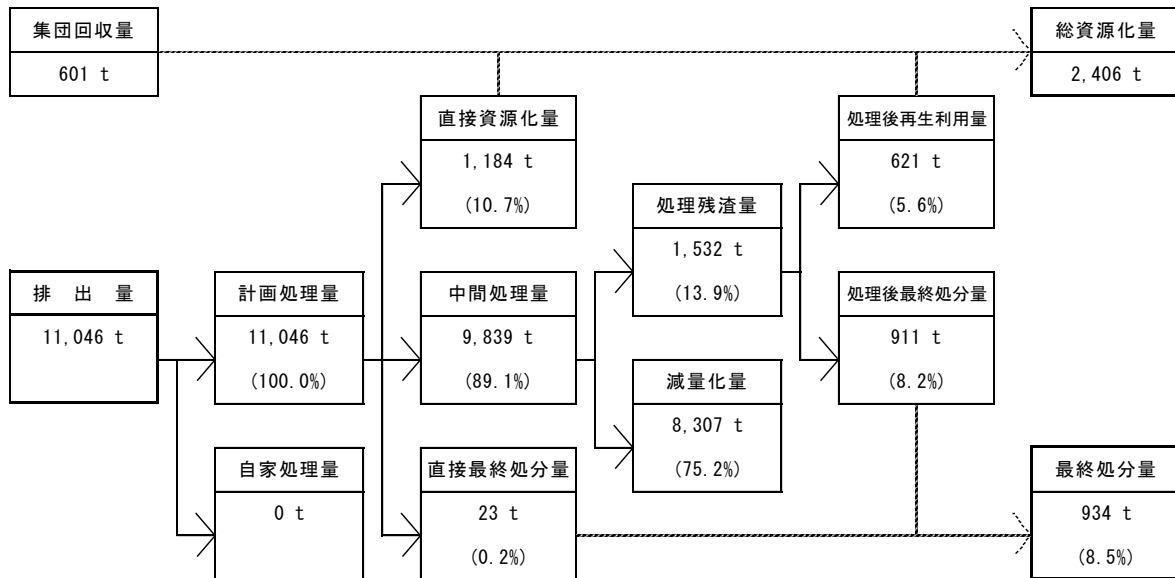 集団回収量
601 t
総資源化量
2,406 t
直接資源化量
1,184 t
(10.7%)
処理後再生利用量
621 t
(5.6%)
処理残渣量
1,532 t
(13.9%)
排 出 量
11,046 t
計画処理量
11,046 t
(100.0%)
中間処理量
9,839 t
(89.1%)
処理後最終処分量
911 t
(8.2%)
減量化量
8,307 t
(75.2%)
自家処理量
0 t
直接最終処分量
23 t
(0.2%)
最終処分量
934 t
(8.5%)